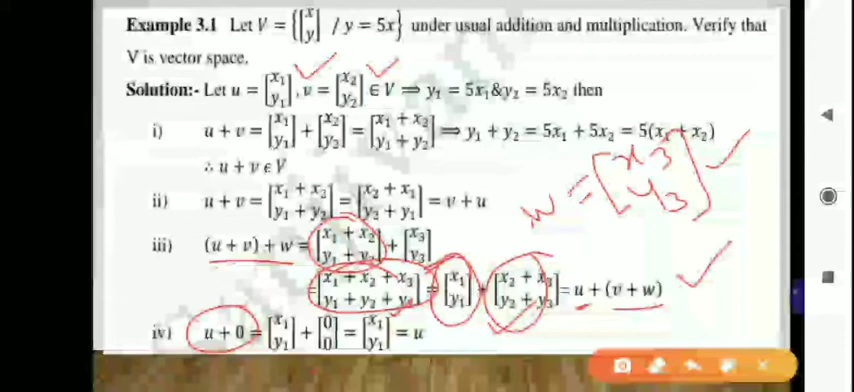 Example 3.1 Let V = {[x y] / y = 5x} under usual addition and multiplication. Verify that
V is vector space.
Solution:- Let u = [x₁ y₁], v = [x₂ y₂] ∈ V ⟹ y₁ = 5x₁&y₂ = 5x₂ then
i) u + v = [x₁ y₁] + [x₂ y₂] = [x₁ + x₂ y₁ + y₂] ⟹ y₁ + y₂ = 5x₁ + 5x₂ = 5(x₁ + x₂)
∴ u + v ϵ V
w = [x₃ y₃]
ii) u + v = [x₁ + x₂ y₁ + y₂] = [x₂ + x₁ y₂ + y₁] = v + u
iii) (u + v) + w = [x₁ + x₂ y₁ + y₂] + [x₃ y₃]
= [x₁ + x₂ + x₃ y₁ + y₂ + y₃] = [x₁ y₁] + [x₂ + x₃ y₂ + y₃] = u + (v + w)
iv) u + 0 = [x₁ y₁] + [0 0] = [x₁ y₁] = u